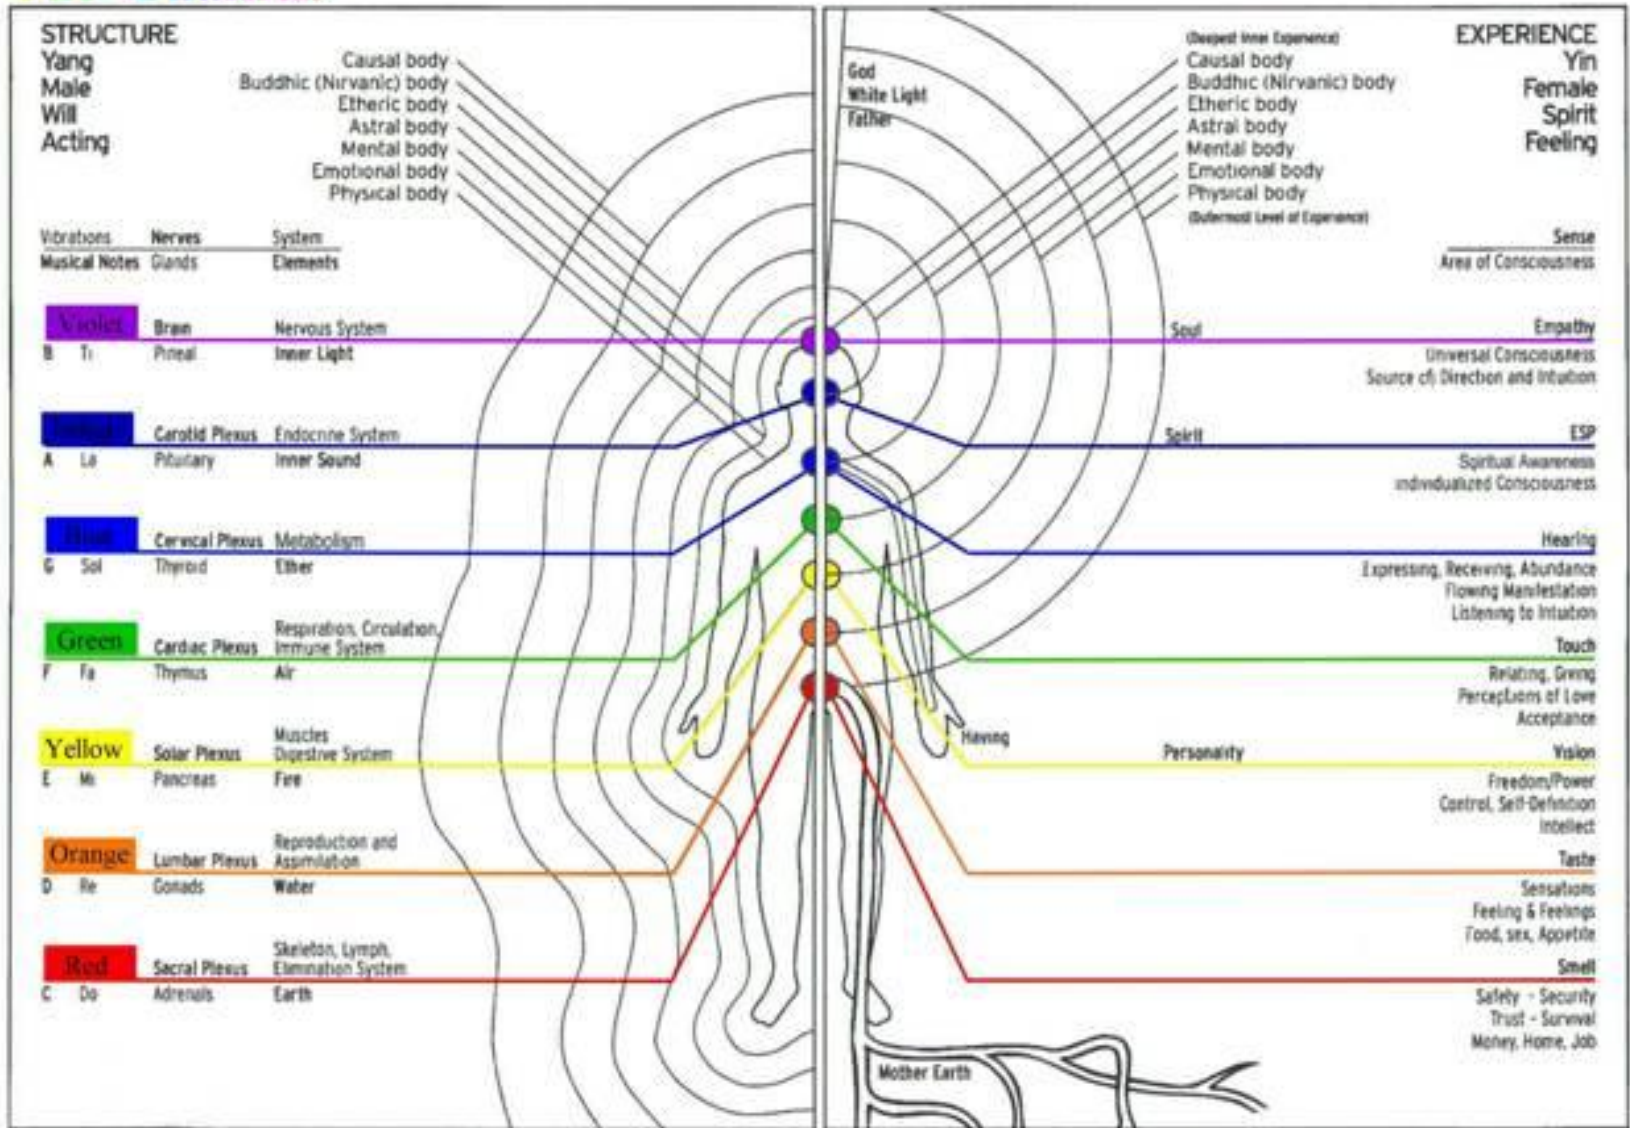 STRUCTURE
Yang
Male
Will
Acting
Causal body
Buddhic (Nirvanic) body
Etheric body
Astral body
Mental body
Emotional body
Physical body
Vibrations Nerves System
Musical Notes Glands Elements
Violet Brain Nervous System
B Ti Pineal Inner Light
Carotid Plexus Endocrine System
A La Pituitary Inner Sound
Blue Cervical Plexus Metabolism
G Sol Thyroid Ether
Respiration, Circulation,
Green Cardiac Plexus Immune System
F Fa Thymus Air
Muscles
Yellow Solar Plexus Digestive System
E Mi Pancreas Fire
Reproduction and
Orange Lumbar Plexus Assimilation
D Re Gonads Water
Skeleton, Lymph,
Red Sacral Plexus Elimination System
C Do Adrenals Earth
God
White Light
Father
(Deepest Inner Experience)
Causal body
Buddhic (Nirvanic) body
Etheric body
Astral body
Mental body
Emotional body
Physical body
(Outermost Level of Experience)
EXPERIENCE
Yin
Female
Spirit
Feeling
Sense
Area of Consciousness
Soul Empathy
Universal Consciousness
Source of) Direction and Intuition
Spirit ESP
Spiritual Awareness
Individualized Consciousness
Hearing
Expressing, Receiving, Abundance
Flowing Manifestation
Listening to Intuition
Touch
Relating, Giving
Perceptions of Love
Acceptance
Having Personality Vision
Freedom/Power
Control, Self-Definition
Intellect
Taste
Sensations
Feeling & Feelings
Food, sex, Appetite
Smell
Safety - Security
Trust - Survival
Money, Home, Job
Mother Earth